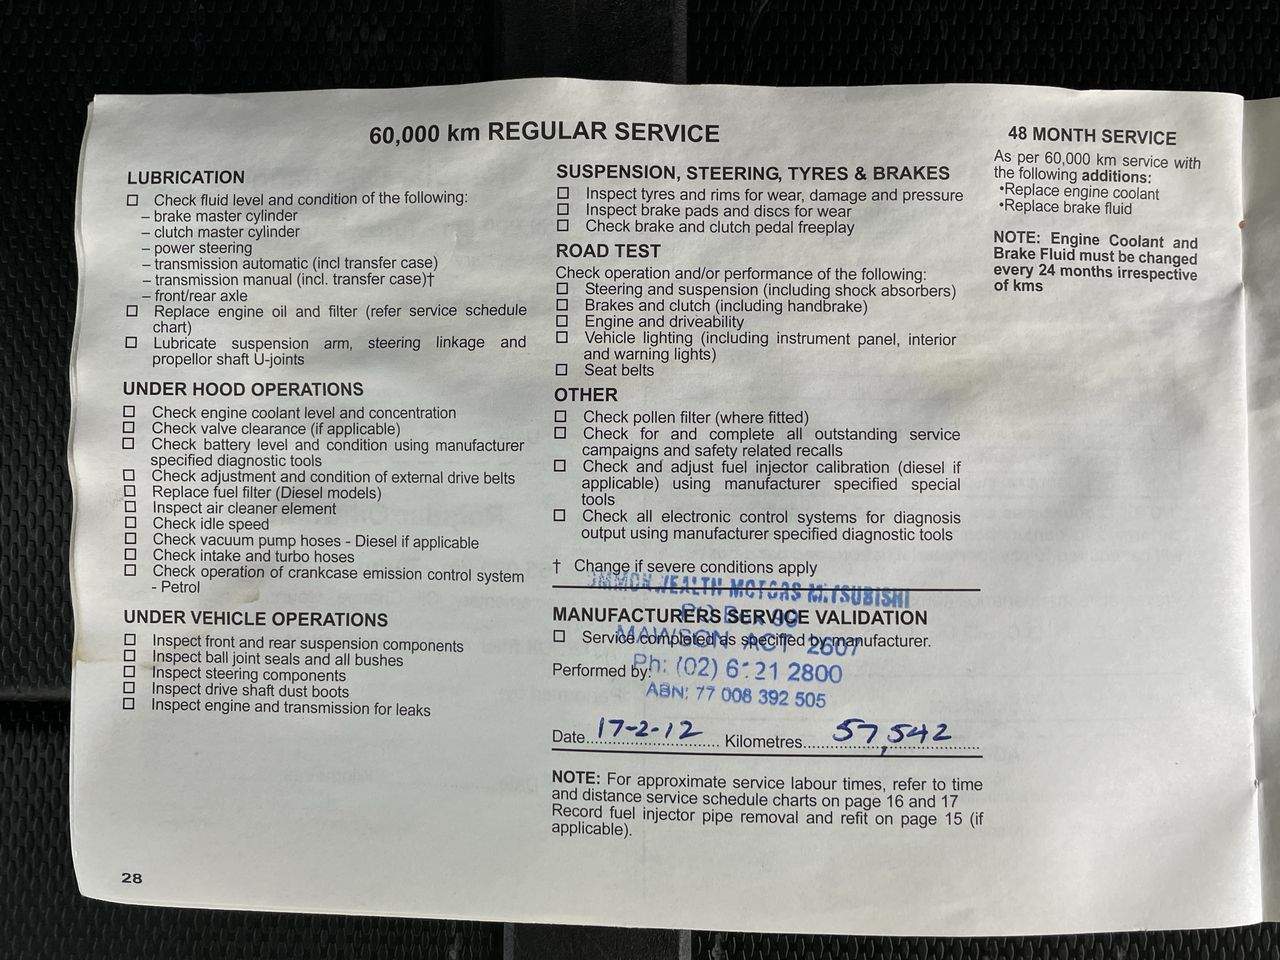 60,000 km REGULAR SERVICE
LUBRICATION
Check fluid level and condition of the following:
– brake master cylinder
– clutch master cylinder
– power steering
– transmission automatic (incl transfer case)
– transmission manual (incl. transfer case)†
– front/rear axle
Replace engine oil and filter (refer service schedule
chart)
Lubricate suspension arm, steering linkage and
propellor shaft U-joints
UNDER HOOD OPERATIONS
Check engine coolant level and concentration
Check valve clearance (if applicable)
Check battery level and condition using manufacturer
specified diagnostic tools
Check adjustment and condition of external drive belts
Replace fuel filter (Diesel models)
Inspect air cleaner element
Check idle speed
Check vacuum pump hoses - Diesel if applicable
Check intake and turbo hoses
Check operation of crankcase emission control system
- Petrol
UNDER VEHICLE OPERATIONS
Inspect front and rear suspension components
Inspect ball joint seals and all bushes
Inspect steering components
Inspect drive shaft dust boots
Inspect engine and transmission for leaks
28
SUSPENSION, STEERING, TYRES & BRAKES
Inspect tyres and rims for wear, damage and pressure
Inspect brake pads and discs for wear
Check brake and clutch pedal freeplay
ROAD TEST
Check operation and/or performance of the following:
Steering and suspension (including shock absorbers)
Brakes and clutch (including handbrake)
Engine and driveability
Vehicle lighting (including instrument panel, interior
and warning lights)
Seat belts
OTHER
Check pollen filter (where fitted)
Check for and complete all outstanding service
campaigns and safety related recalls
Check and adjust fuel injector calibration (diesel if
applicable) using manufacturer specified special
tools
Check all electronic control systems for diagnosis
output using manufacturer specified diagnostic tools
† Change if severe conditions apply
MOTORS MITSUBISHI
MANUFACTURERS SERVICE VALIDATION
PO Box 99
Service completed as specified by manufacturer.
MAWSON ACT 2607
Performed by:
Ph: (02) 6 21 2800
ABN: 77 008 392 505
Date 17-2-12 Kilometres 57,542
NOTE: For approximate service labour times, refer to time
and distance service schedule charts on page 16 and 17
Record fuel injector pipe removal and refit on page 15 (if
applicable).
48 MONTH SERVICE
As per 60,000 km service with
the following additions:
•Replace engine coolant
•Replace brake fluid
NOTE: Engine Coolant and
Brake Fluid must be changed
every 24 months irrespective
of kms